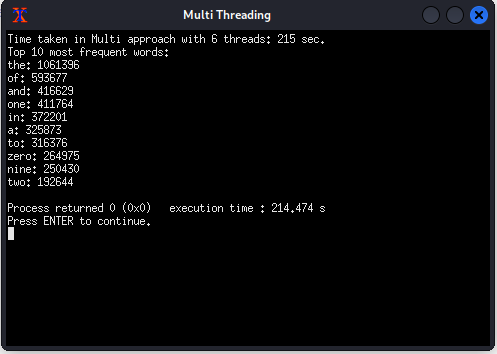 Multi Threading
Time taken in Multi approach with 6 threads: 215 sec.
Top 10 most frequent words:
the: 1061396
of: 593677
and: 416629
one: 411764
in: 372201
a: 325873
to: 316376
zero: 264975
nine: 250430
two: 192644
Process returned 0 (0x0)   execution time : 214.474 s
Press ENTER to continue.